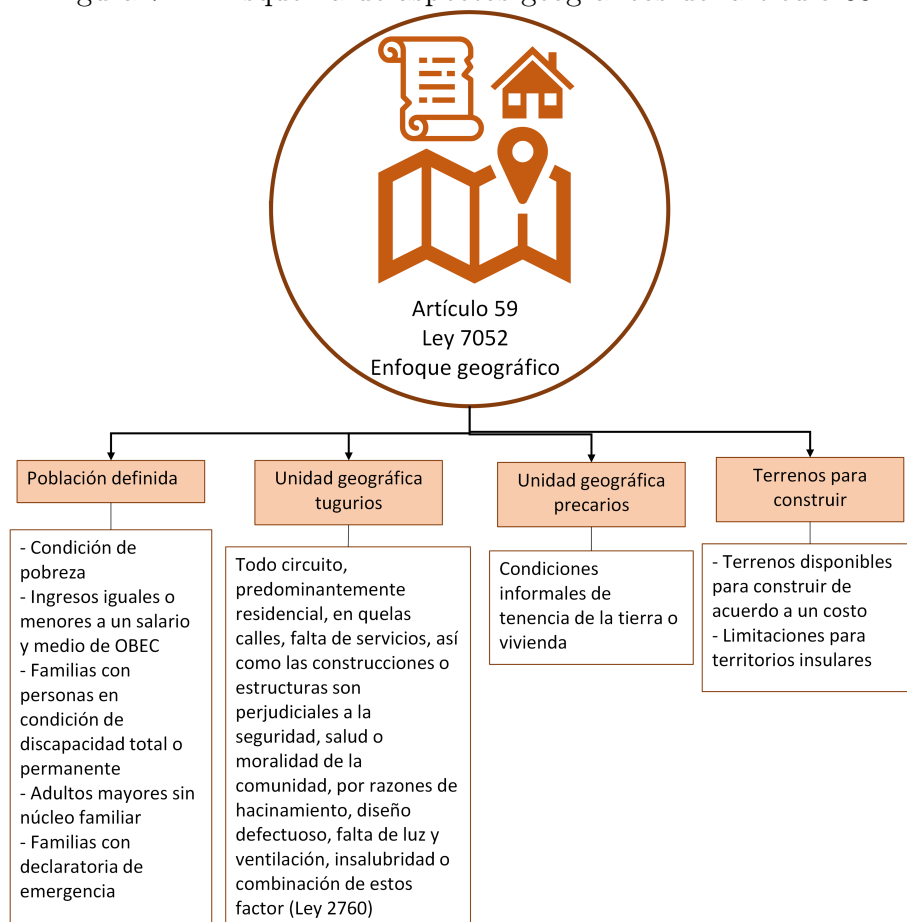 Artículo 59
Ley 7052
Enfoque geográfico
Población definida
- Condición de
pobreza
- Ingresos iguales o
menores a un salario
y medio de OBEC
- Familias con
personas en
condición de
discapacidad total o
permanente
- Adultos mayores sin
núcleo familiar
- Familias con
declaratoria de
emergencia
Unidad geográfica
tugurios
Todo circuito,
predominantemente
residencial, en quelas
calles, falta de servicios, así
como las construcciones o
estructuras son
perjudiciales a la
seguridad, salud o
moralidad de la
comunidad, por razones de
hacinamiento, diseño
defectuoso, falta de luz y
ventilación, insalubridad o
combinación de estos
factor (Ley 2760)
Unidad geográfica
precarios
Condiciones
informales de
tenencia de la tierra o
vivienda
Terrenos para
construir
- Terrenos disponibles
para construir de
acuerdo a un costo
- Limitaciones para
territorios insulares